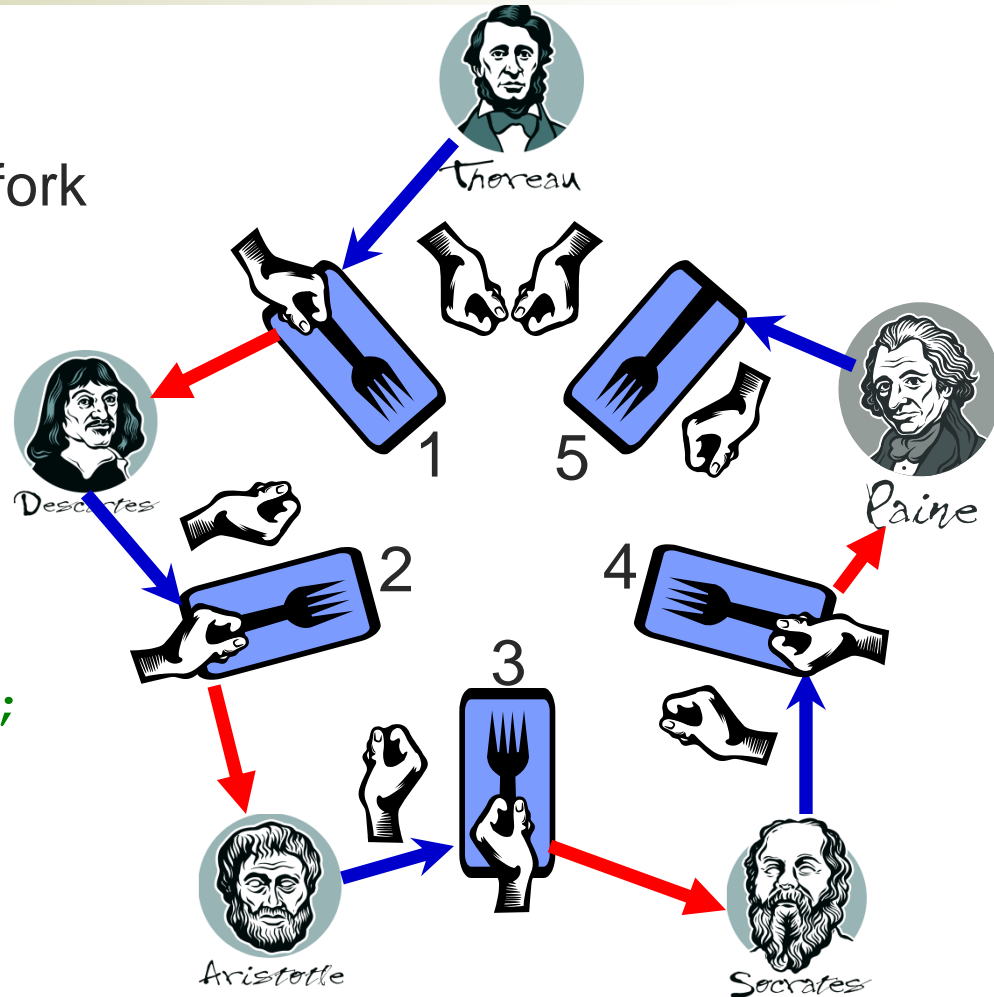 Thoreau
fork
1
5
Descartes
Paine
2
4
3
;
Aristotle
Socrates